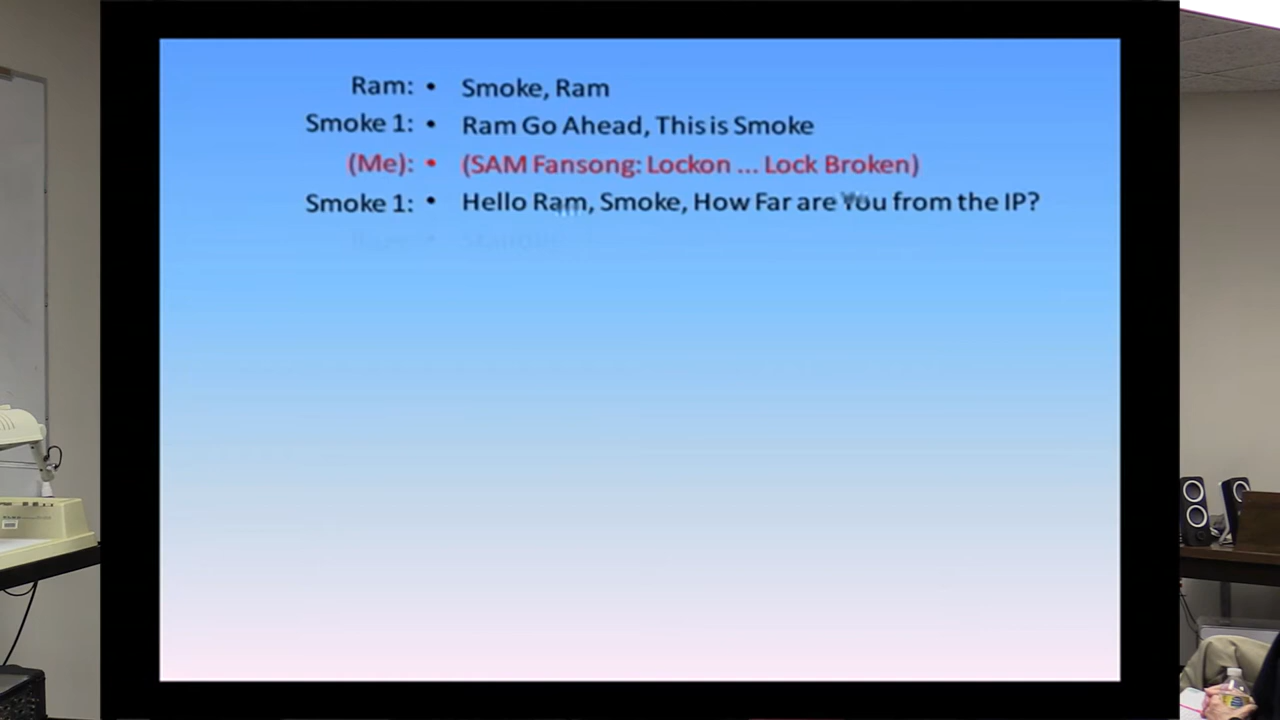 Ram: • Smoke, Ram
Smoke 1: • Ram Go Ahead, This is Smoke
(Me): • (SAM Fansong: Lockon ... Lock Broken)
Smoke 1: • Hello Ram, Smoke, How Far are You from the IP?